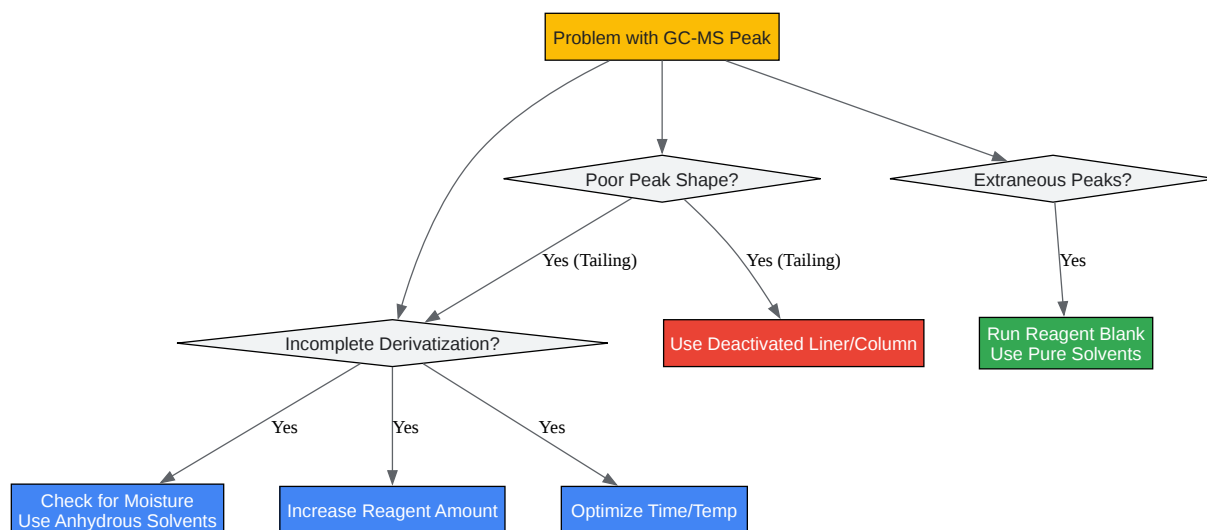 Problem with GC-MS Peak
Poor Peak Shape?
Extraneous Peaks?
Yes (Tailing)
Yes (Tailing)
Yes
Incomplete Derivatization?
Use Deactivated Liner/Column
Run Reagent Blank
Use Pure Solvents
Yes
Yes
Yes
Check for Moisture
Use Anhydrous Solvents
Increase Reagent Amount
Optimize Time/Temp